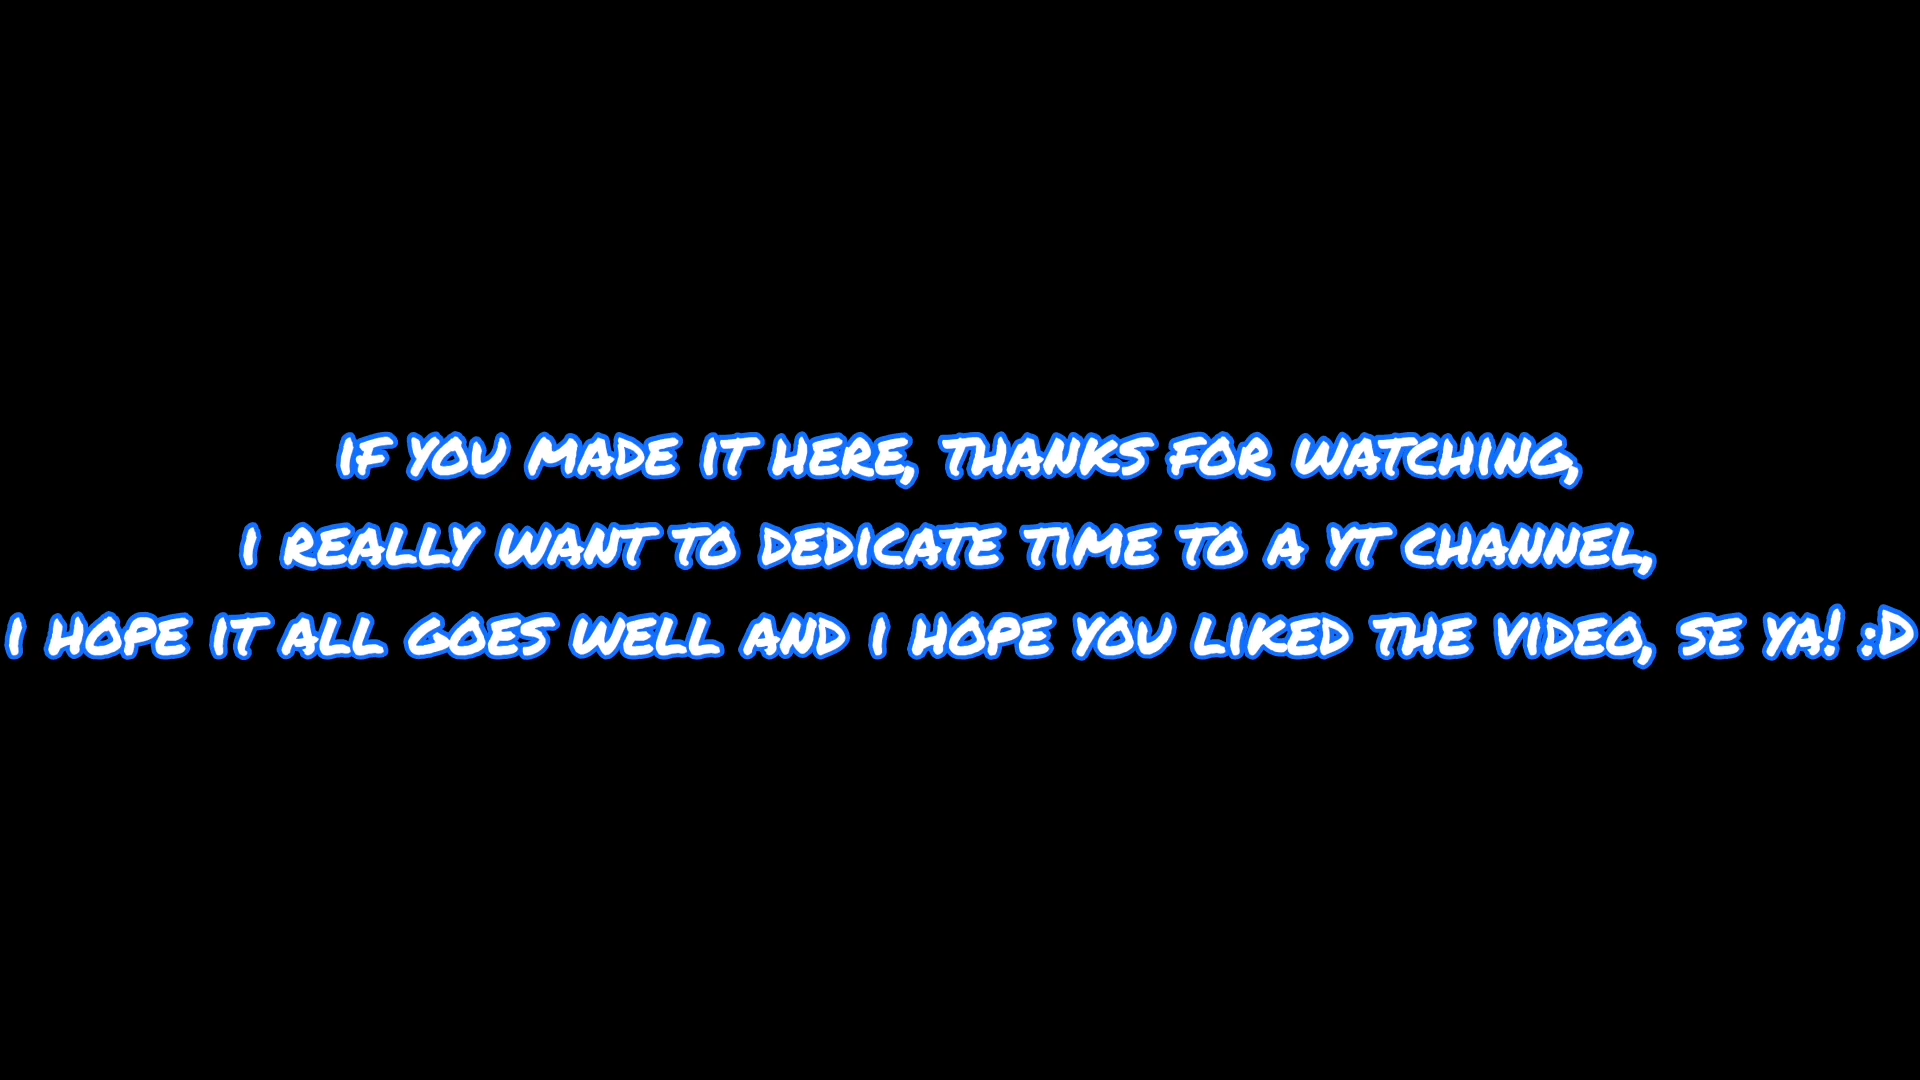 IF YOU MADE IT HERE, THANKS FOR WATCHING,
I REALLY WANT TO DEDICATE TIME TO A YT CHANNEL,
I HOPE IT ALL GOES WELL AND I HOPE YOU LIKED THE VIDEO, SE YA! :D